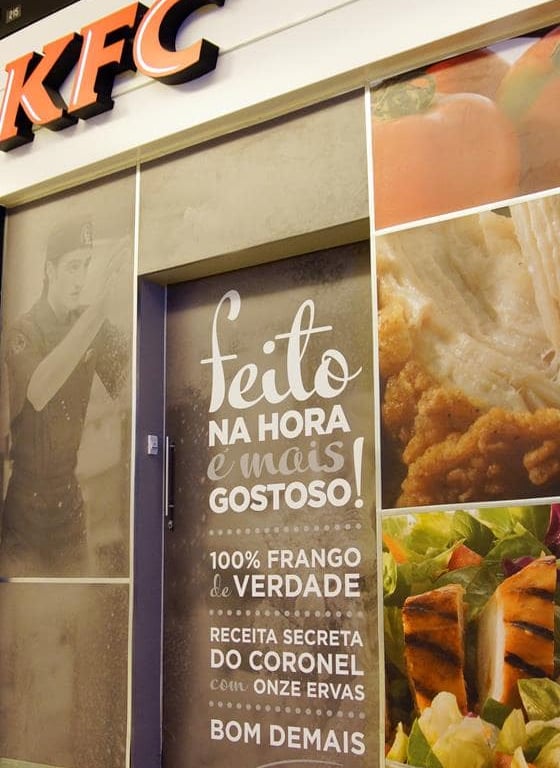 215
KFC
feito
NA HORA
é mais
GOSTOSO!
100% FRANGO
de VERDADE
RECEITA SECRETA
DO CORONEL
com ONZE ERVAS
BOM DEMAIS